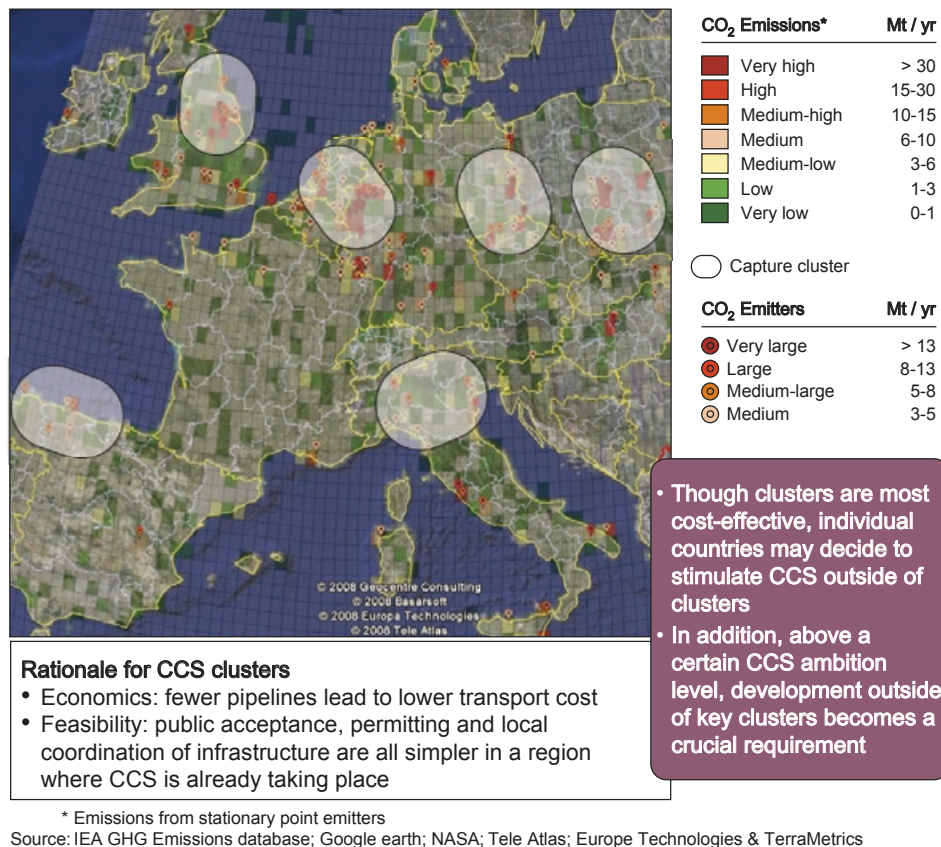 CO₂ Emissions* Mt / yr
Very high > 30
High 15-30
Medium-high 10-15
Medium 6-10
Medium-low 3-6
Low 1-3
Very low 0-1
Capture cluster
CO₂ Emitters Mt / yr
Very large > 13
Large 8-13
Medium-large 5-8
Medium 3-5
• Though clusters are most
cost-effective, individual
countries may decide to
stimulate CCS outside of
clusters
• In addition, above a
certain CCS ambition
level, development outside
of key clusters becomes a
crucial requirement
© 2008 Geocentre Consulting
© 2008 Basarsoft
© 2008 Europa Technologies
© 2008 Tele Atlas
Rationale for CCS clusters
• Economics: fewer pipelines lead to lower transport cost
• Feasibility: public acceptance, permitting and local
coordination of infrastructure are all simpler in a region
where CCS is already taking place
* Emissions from stationary point emitters
Source: IEA GHG Emissions database; Google earth; NASA; Tele Atlas; Europe Technologies & TerraMetrics